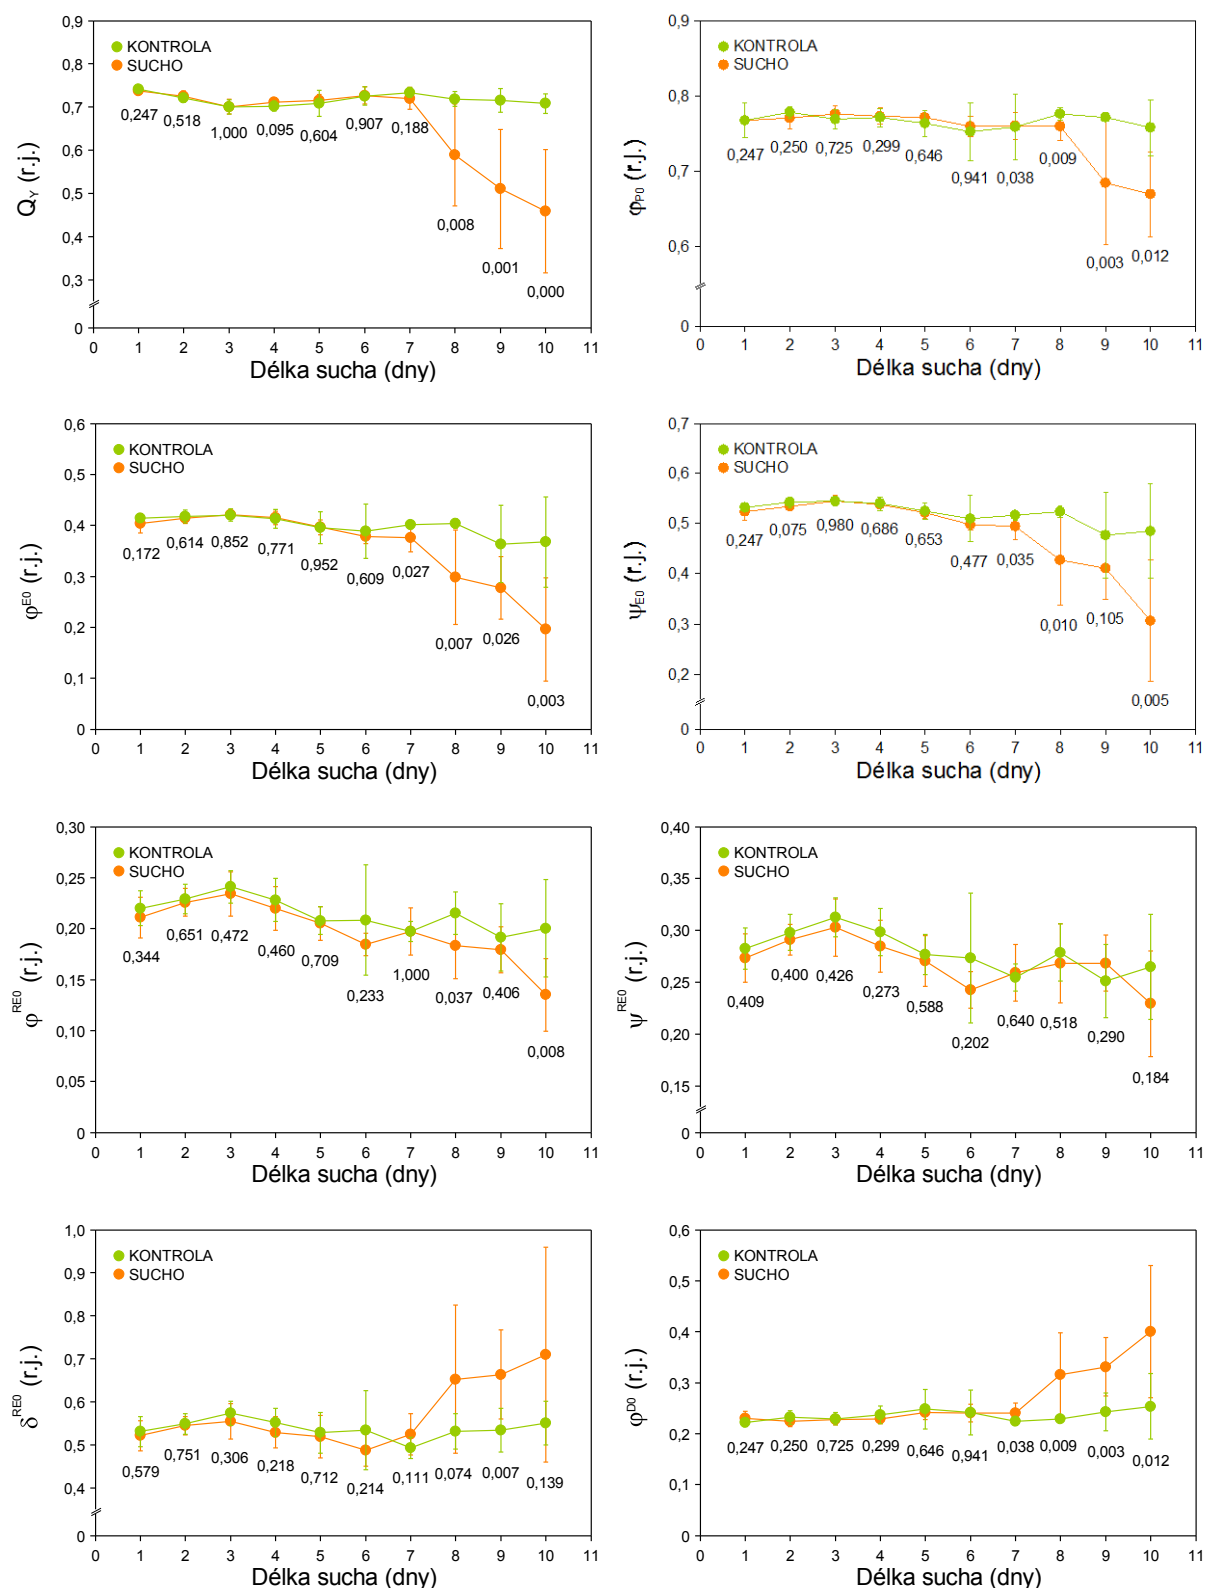 0,9
0,8
0,7
0,6
0,5
0,4
0,3
0
Q_Y (r.j.)
KONTROLA
SUCHO
0,247 0,518 1,000 0,095 0,604 0,907 0,188 0,008 0,001 0,000
0 1 2 3 4 5 6 7 8 9 10 11
Délka sucha (dny)
0,9
0,8
0,7
0,6
0
φP0 (r.j.)
KONTROLA
SUCHO
0,247 0,250 0,725 0,299 0,646 0,941 0,038 0,009 0,003 0,012
0 1 2 3 4 5 6 7 8 9 10 11
Délka sucha (dny)
0,6
0,5
0,4
0,3
0,2
0,1
0
φE0 (r.j.)
KONTROLA
SUCHO
0,172 0,614 0,852 0,771 0,952 0,609 0,027 0,007 0,026 0,003
0 1 2 3 4 5 6 7 8 9 10 11
Délka sucha (dny)
0,7
0,6
0,5
0,4
0,3
0,2
0
ψE0 (r.j.)
KONTROLA
SUCHO
0,247 0,075 0,980 0,686 0,653 0,477 0,035 0,010 0,105 0,005
0 1 2 3 4 5 6 7 8 9 10 11
Délka sucha (dny)
0,30
0,25
0,20
0,15
0,10
0,05
0
φRE0 (r.j.)
KONTROLA
SUCHO
0,344 0,651 0,472 0,460 0,709 0,233 1,000 0,037 0,406 0,008
0 1 2 3 4 5 6 7 8 9 10 11
Délka sucha (dny)
0,40
0,35
0,30
0,25
0,20
0,15
0
ψRE0 (r.j.)
KONTROLA
SUCHO
0,409 0,400 0,426 0,273 0,588 0,202 0,640 0,518 0,290 0,184
0 1 2 3 4 5 6 7 8 9 10 11
Délka sucha (dny)
1,0
0,9
0,8
0,7
0,6
0,5
0,4
0
δRE0 (r.j.)
KONTROLA
SUCHO
0,579 0,751 0,306 0,218 0,712 0,214 0,111 0,074 0,007 0,139
0 1 2 3 4 5 6 7 8 9 10 11
Délka sucha (dny)
0,6
0,5
0,4
0,3
0,2
0,1
0
φD0 (r.j.)
KONTROLA
SUCHO
0,247 0,250 0,725 0,299 0,646 0,941 0,038 0,009 0,003 0,012
0 1 2 3 4 5 6 7 8 9 10 11
Délka sucha (dny)